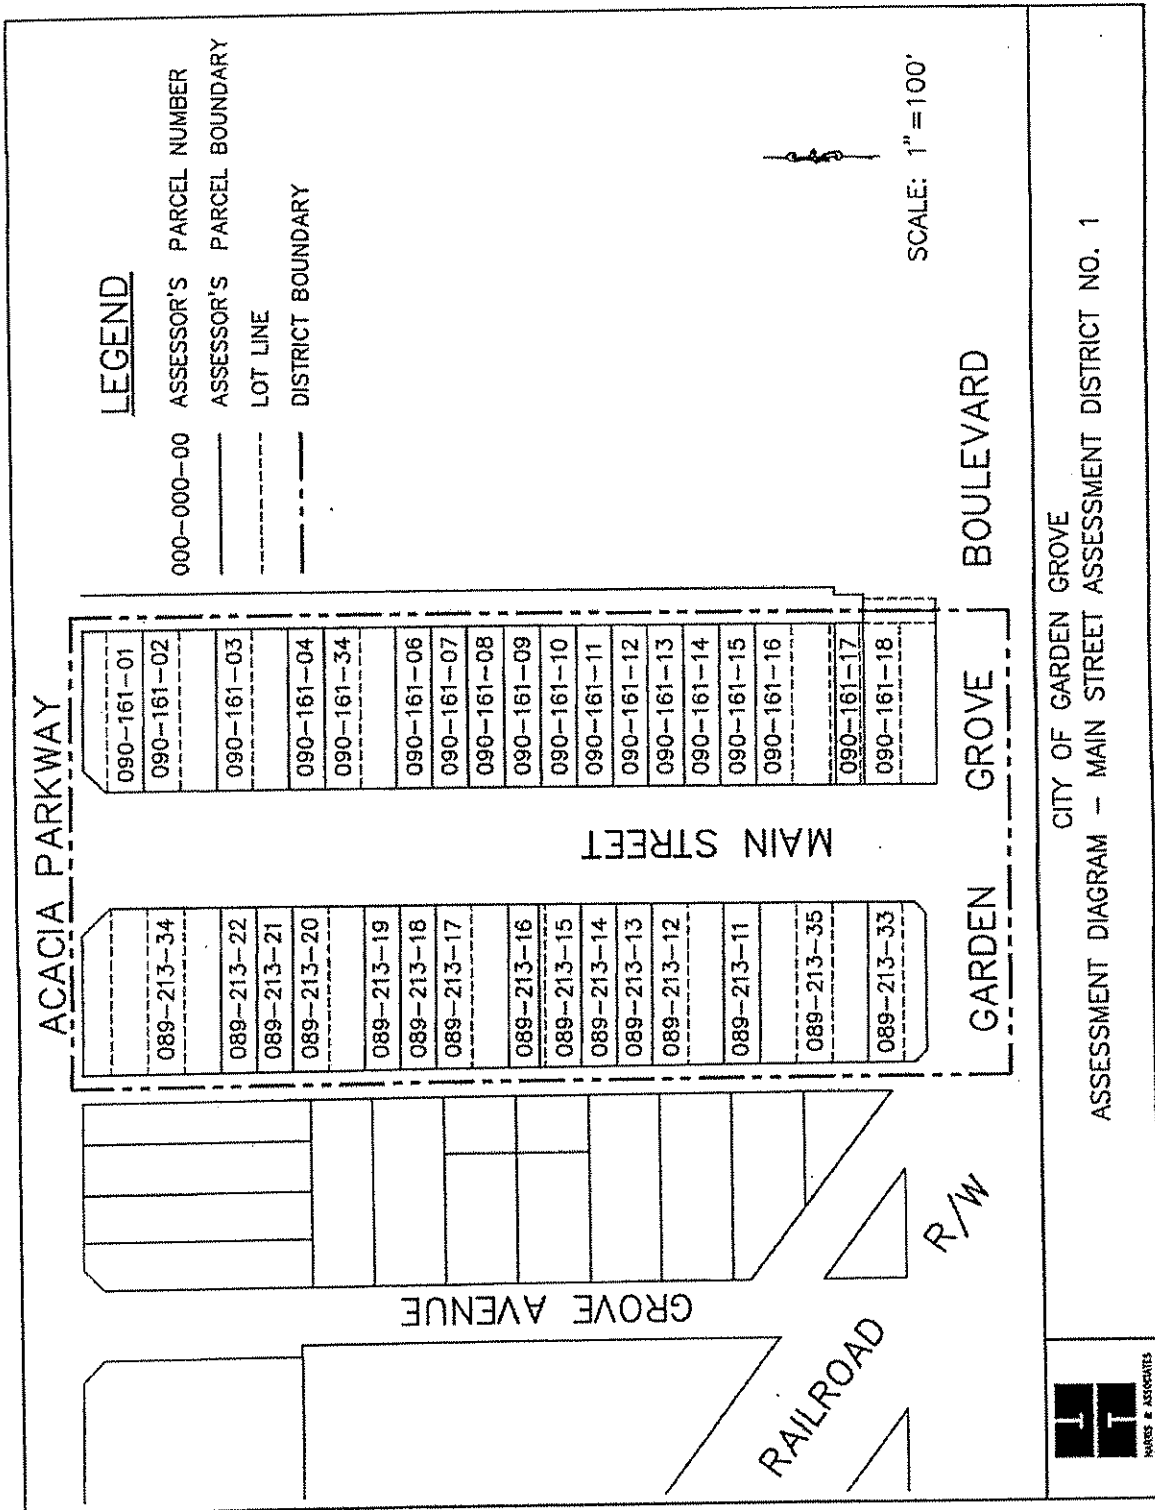 ACACIA PARKWAY
LEGEND
000-000-00 ASSESSOR'S PARCEL NUMBER
ASSESSOR'S PARCEL BOUNDARY
LOT LINE
DISTRICT BOUNDARY
089-213-34
089-213-22
089-213-21
089-213-20
089-213-19
089-213-18
089-213-17
089-213-16
089-213-15
089-213-14
089-213-13
089-213-12
089-213-11
089-213-35
089-213-33
090-161-01
090-161-02
090-161-03
090-161-04
090-161-34
090-161-06
090-161-07
090-161-08
090-161-09
090-161-10
090-161-11
090-161-12
090-161-13
090-161-14
090-161-15
090-161-16
090-161-17
090-161-18
GROVE AVENUE
MAIN STREET
RAILROAD R/W
GARDEN GROVE BOULEVARD
SCALE: 1"=100'
CITY OF GARDEN GROVE
ASSESSMENT DIAGRAM - MAIN STREET ASSESSMENT DISTRICT NO. 1
HARRIS & ASSOCIATES